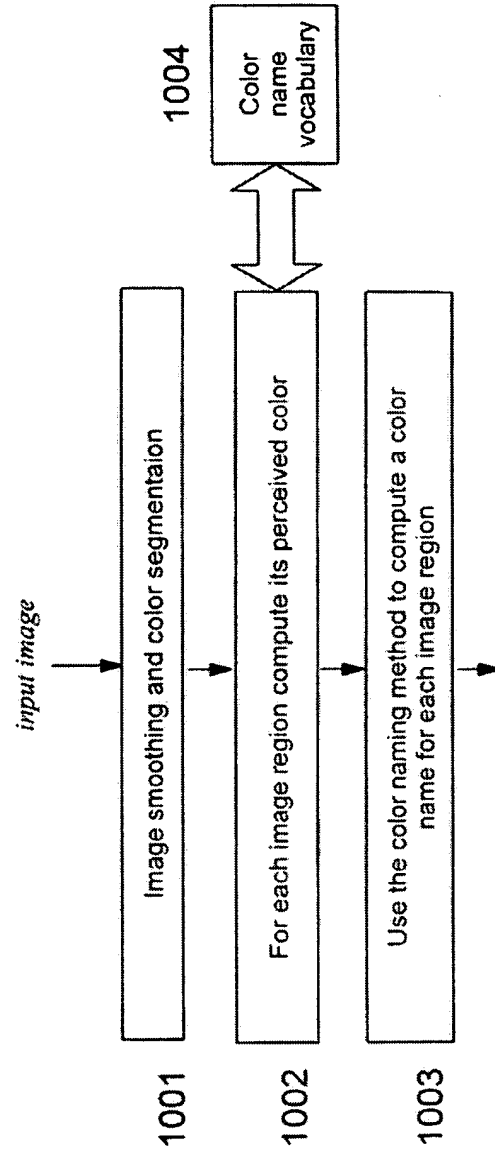 input image
1001
Image smoothing and color segmentaion
1002
For each image region compute its perceived color
1004
Color
name
vocabulary
1003
Use the color naming method to compute a color
name for each image region